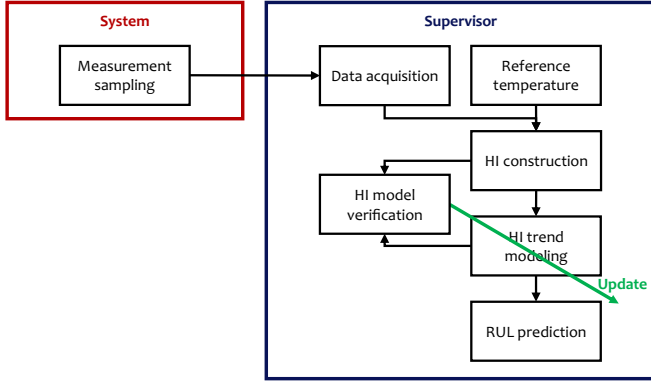 System
Supervisor
Measurement
sampling
Data acquisition
Reference
temperature
HI construction
HI model
verification
HI trend
modeling
Update
RUL prediction